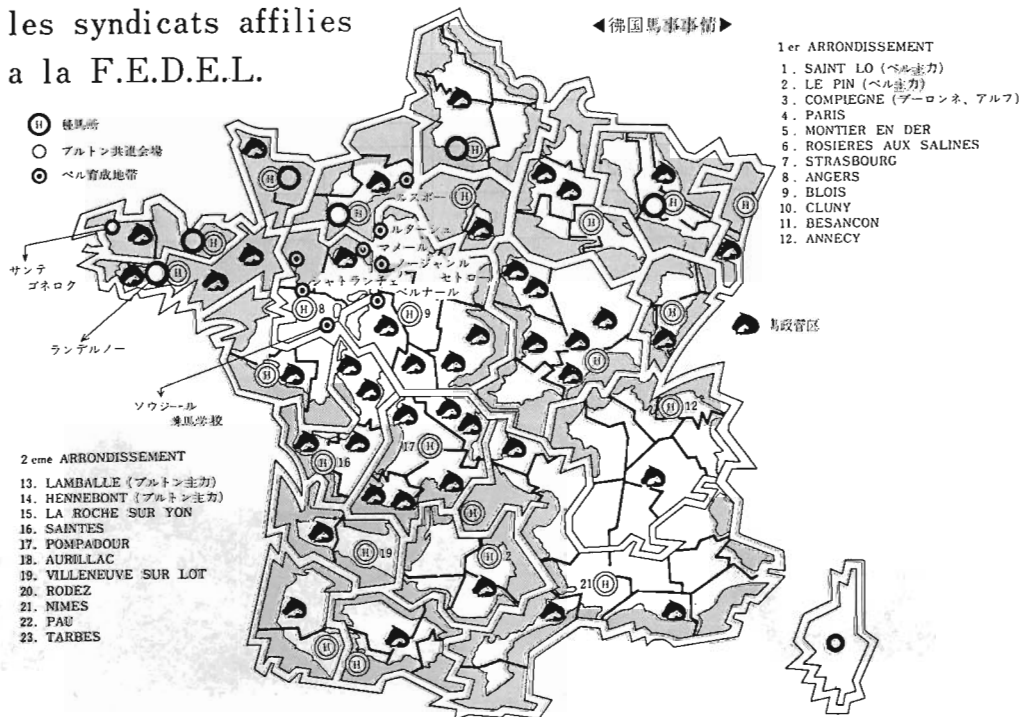 les syndicats affilies
a la F.E.D.E.L.
◀彿国馬事事情▶
H 種馬所
ブルトン共進会場
ペル育成地帯
1er ARRONDISSEMENT
1. SAINT LO (ペル主力)
2. LE PIN (ペル主力)
3. COMPIEGNE (ブーロンネ、アルフ)
4. PARIS
5. MONTIER EN DER
6. ROSIERES AUX SALINES
7. STRASBOURG
8. ANGERS
9. BLOIS
10. CLUNY
11. BESANCON
12. ANNECY
馬政管区
ルターシュ
マメール
ノージャンル
セトロー
シャトランチェ
ベルナール
サンテ
ゴネロク
ランデルノー
ソウジール
乗馬学校
H 8
H 9
H 12
17 H
H 16
H 19
21 H
2eme ARRONDISSEMENT
13. LAMBALLE (ブルトン主力)
14. HENNEBONT (ブルトン主力)
15. LA ROCHE SUR YON
16. SAINTES
17. POMPADOUR
18. AURILLAC
19. VILLENEUVE SUR LOT
20. RODEZ
21. NIMES
22. PAU
23. TARBES